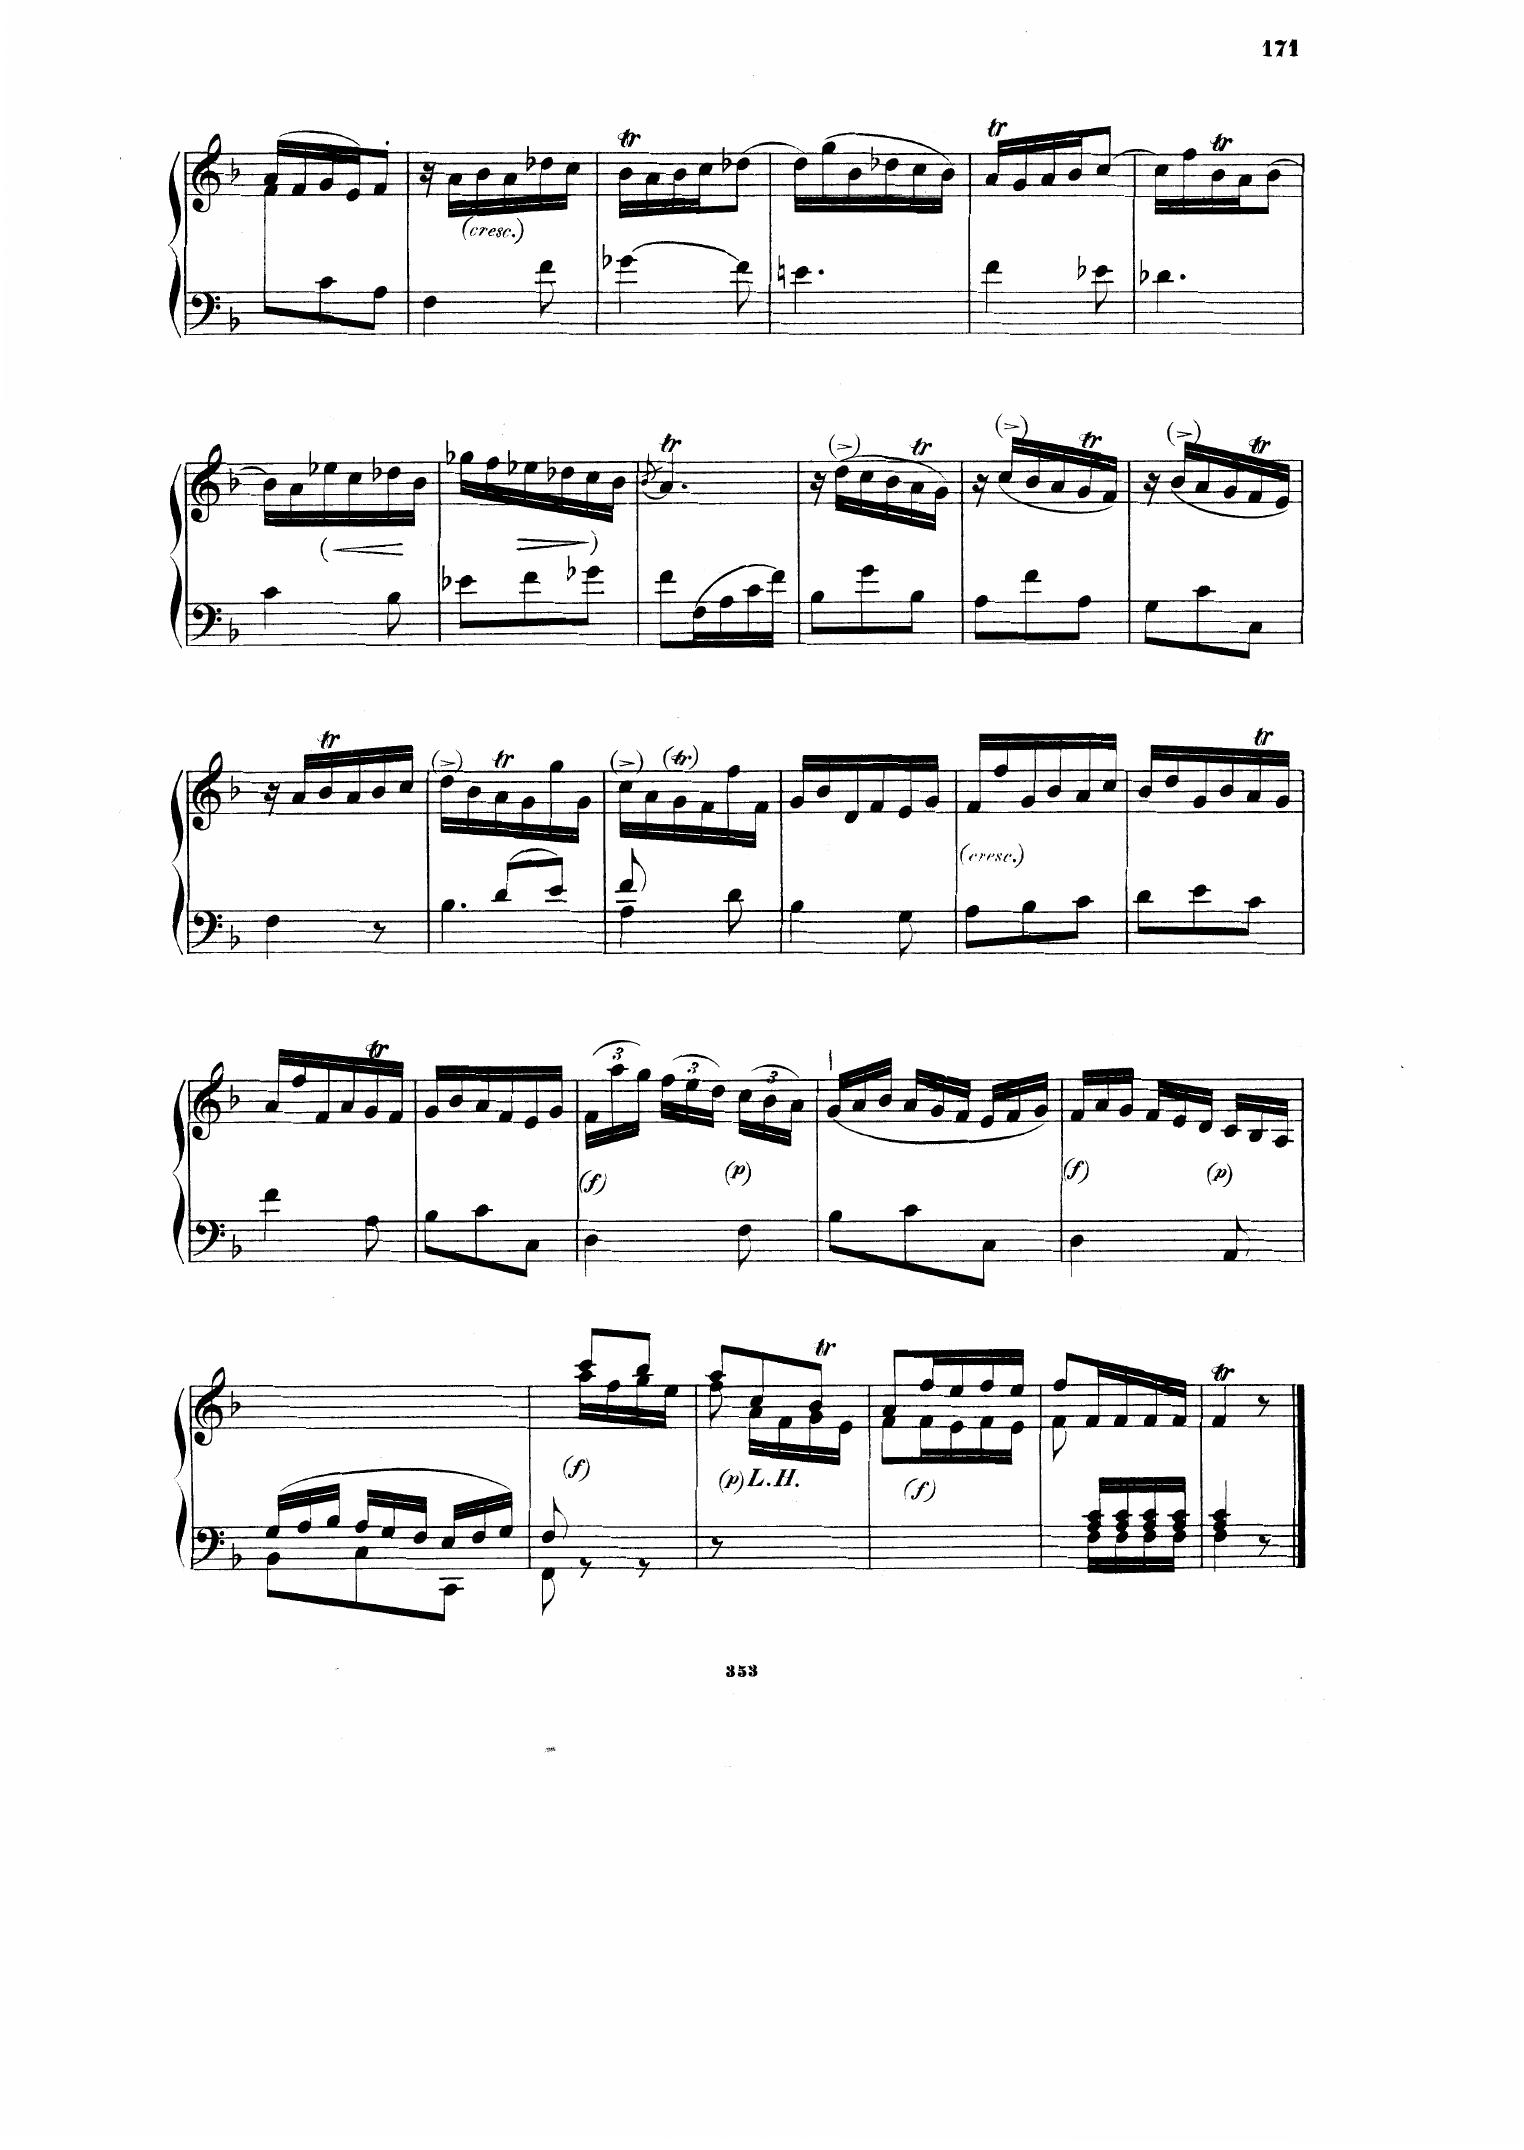 171
tr tr tr
(cresc.)
tr tr tr tr
tr tr (tr) tr
(cresc.)
tr 3 3 3
(f) (p) (f) (p)
tr tr
(f) (p) L.H. (f)
353